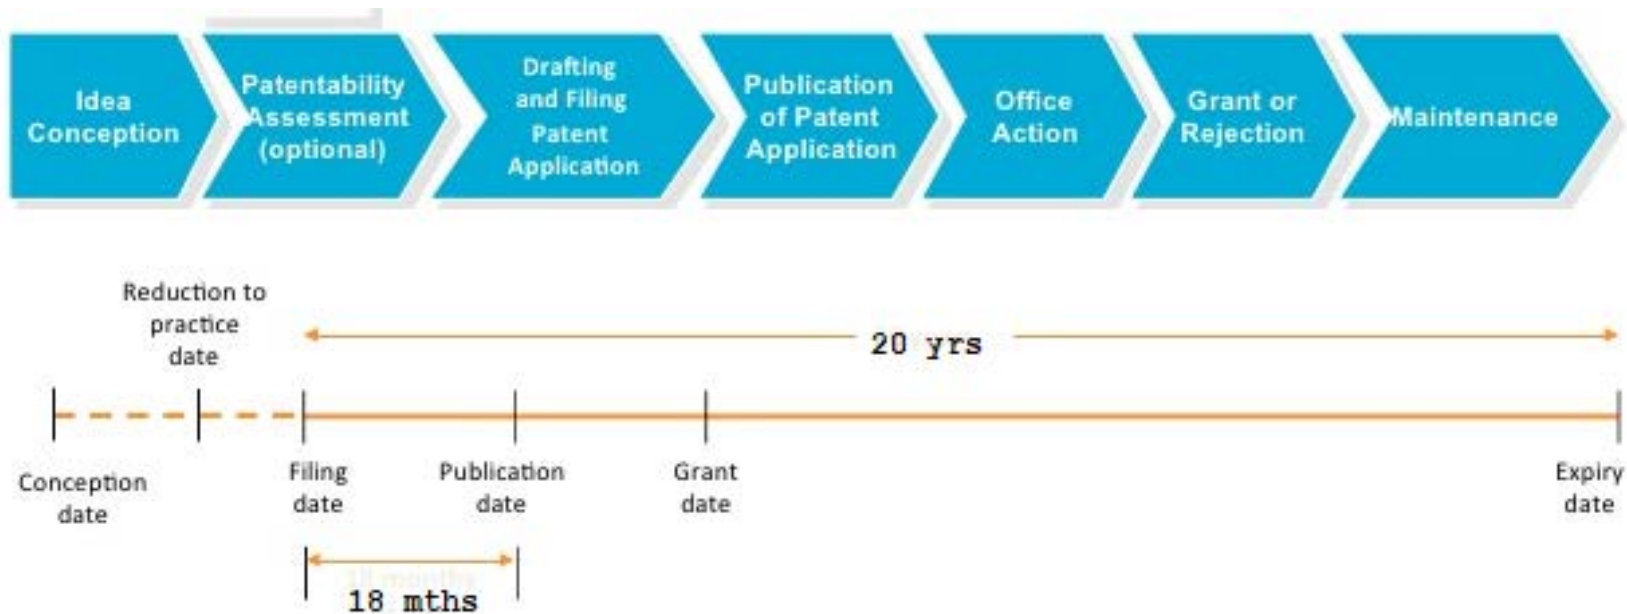 Idea
Conception
Patentability
Assessment
(optional)
Drafting
and Filing
Patent
Application
Publication
of Patent
Application
Office
Action
Grant or
Rejection
Maintenance
Reduction to
practice
date
20 yrs
Conception
date
Filing
date
Publication
date
Grant
date
Expiry
date
18 months
18 mths